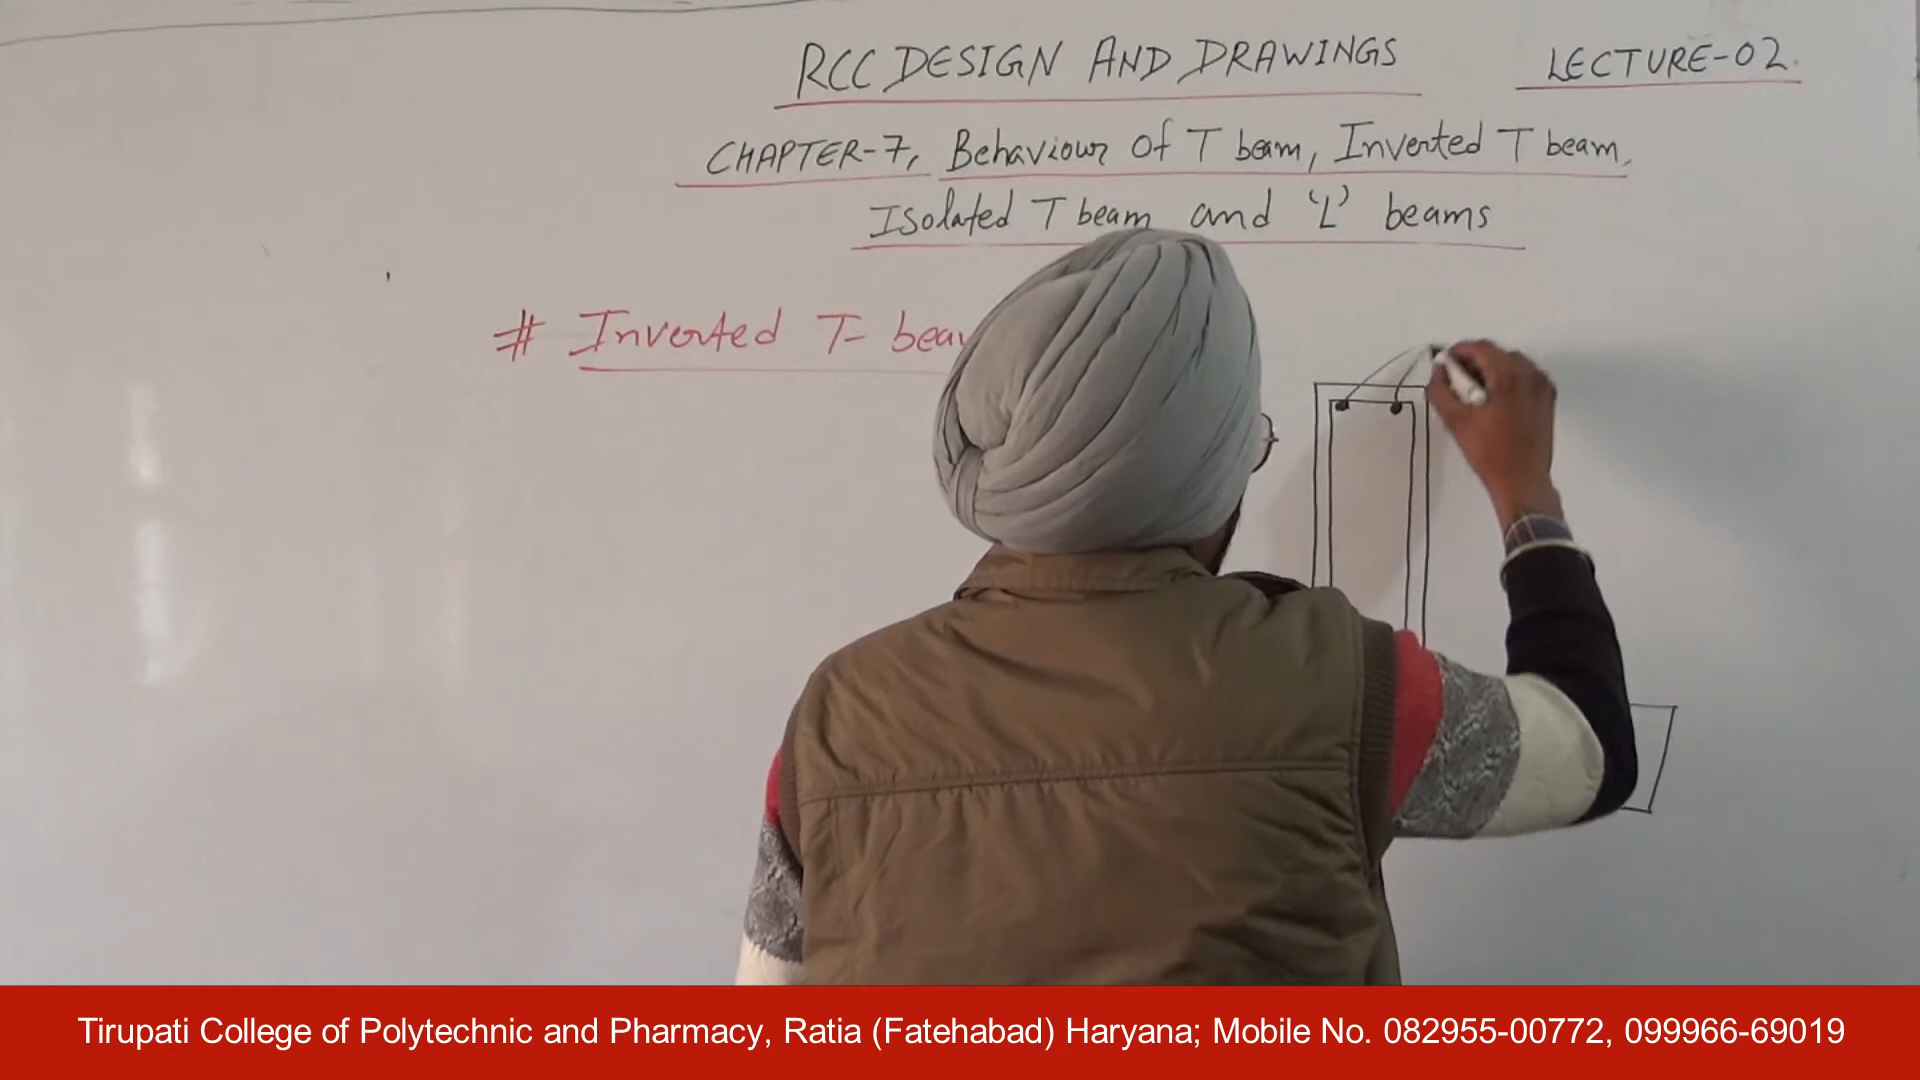 RCC DESIGN AND DRAWINGS LECTURE-02.
CHAPTER-7, Behaviour Of T beam, Inverted T beam,
Isolated T beam and 'L' beams
# Inverted T- beam
Tirupati College of Polytechnic and Pharmacy, Ratia (Fatehabad) Haryana; Mobile No. 082955-00772, 099966-69019